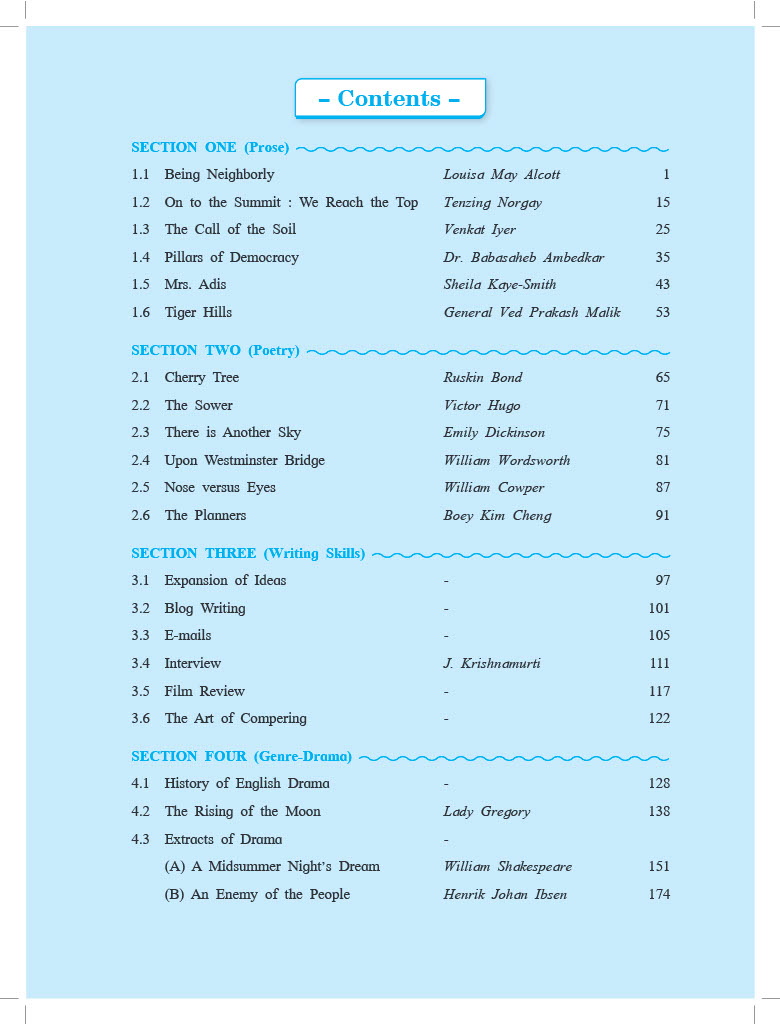 – Contents –
SECTION ONE (Prose)
1.1 Being Neighborly Louisa May Alcott 1
1.2 On to the Summit : We Reach the Top Tenzing Norgay 15
1.3 The Call of the Soil Venkat Iyer 25
1.4 Pillars of Democracy Dr. Babasaheb Ambedkar 35
1.5 Mrs. Adis Sheila Kaye-Smith 43
1.6 Tiger Hills General Ved Prakash Malik 53
SECTION TWO (Poetry)
2.1 Cherry Tree Ruskin Bond 65
2.2 The Sower Victor Hugo 71
2.3 There is Another Sky Emily Dickinson 75
2.4 Upon Westminster Bridge William Wordsworth 81
2.5 Nose versus Eyes William Cowper 87
2.6 The Planners Boey Kim Cheng 91
SECTION THREE (Writing Skills)
3.1 Expansion of Ideas - 97
3.2 Blog Writing - 101
3.3 E-mails - 105
3.4 Interview J. Krishnamurti 111
3.5 Film Review - 117
3.6 The Art of Compering - 122
SECTION FOUR (Genre-Drama)
4.1 History of English Drama - 128
4.2 The Rising of the Moon Lady Gregory 138
4.3 Extracts of Drama -
(A) A Midsummer Night's Dream William Shakespeare 151
(B) An Enemy of the People Henrik Johan Ibsen 174